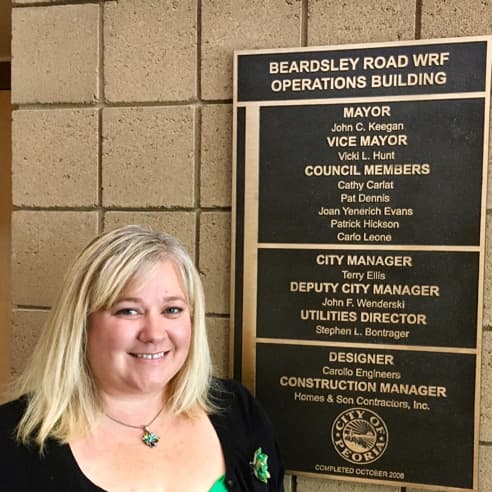 BEARDSLEY ROAD WRF
OPERATIONS BUILDING
MAYOR
John C. Keegan
VICE MAYOR
Vicki L. Hunt
COUNCIL MEMBERS
Cathy Carlat
Pat Dennis
Joan Yenerich Evans
Patrick Hickson
Carlo Leone
CITY MANAGER
Terry Ellis
DEPUTY CITY MANAGER
John F. Wenderski
UTILITIES DIRECTOR
Stephen L. Bontrager
DESIGNER
Carollo Engineers
CONSTRUCTION MANAGER
Homes & Son Contractors, Inc.
CITY OF
PEORIA
COMPLETED OCTOBER 2006